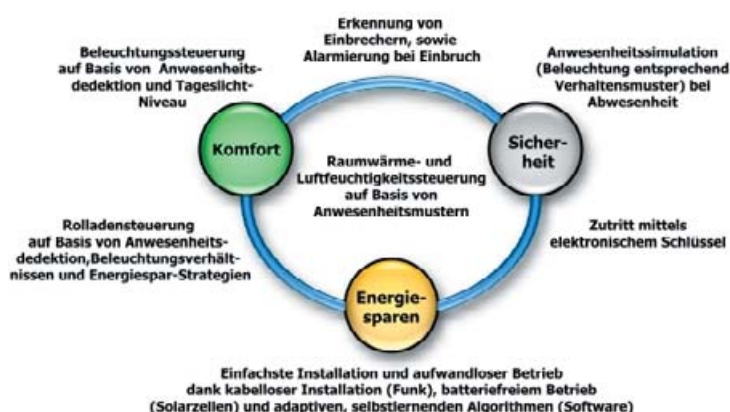 Erkennung von
Einbrechern, sowie
Alarmierung bei Einbruch
Beleuchtungssteuerung
auf Basis von Anwesenheits-
dedektion und Tageslicht-
Niveau
Anwesenheitssimulation
(Beleuchtung entsprechend
Verhaltensmuster) bei
Abwesenheit
Komfort
Sicher-
heit
Raumwärme- und
Luftfeuchtigkeitssteuerung
auf Basis von
Anwesenheitsmustern
Rolladensteuerung
auf Basis von Anwesenheits-
dedektion,Beleuchtungsverhält-
nissen und Energiespar-Strategien
Zutritt mittels
elektronischem Schlüssel
Energie-
sparen
Einfachste Installation und aufwandloser Betrieb
dank kabelloser Installation (Funk), batteriefreiem Betrieb
(Solarzellen) und adaptiven, selbstlernenden Algorithmen (Software)